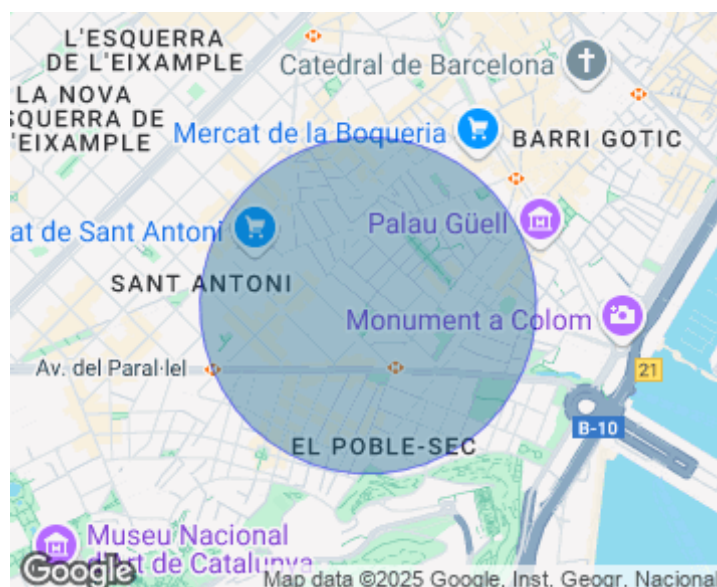 L'ESQUERRA
DE L'EIXAMPLE
Catedral de Barcelona
LA NOVA
SQUERRA DE
'EIXAMPLE
Mercat de la Boqueria
BARRI GOTIC
at de Sant Antoni
Palau Güell
SANT ANTONI
Monument a Colom
Av. del Paral·lel
21
B-10
EL POBLE-SEC
Museu Nacional
d'Art de Catalunya
Google
Map data ©2025 Google, Inst. Geogr. Nacional